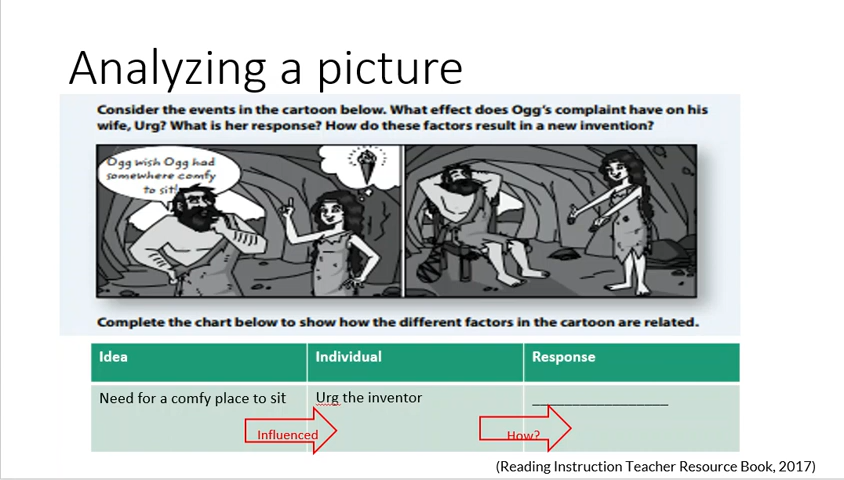 Analyzing a picture
Consider the events in the cartoon below. What effect does Ogg's complaint have on his
wife, Urg? What is her response? How do these factors result in a new invention?
Ogg wish Ogg had
somewhere comfy
to sit!
Complete the chart below to show how the different factors in the cartoon are related.
Idea Individual Response
Need for a comfy place to sit Urg the inventor _________________
Influenced How?
(Reading Instruction Teacher Resource Book, 2017)